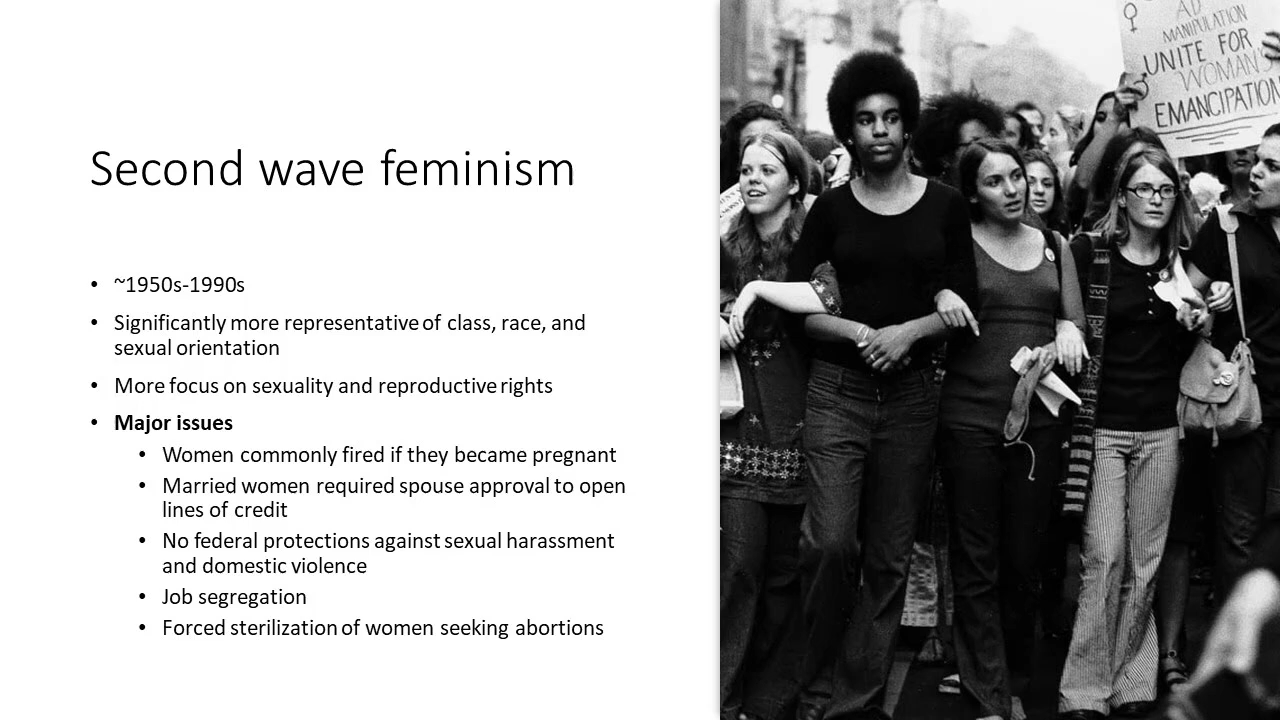 Second wave feminism
• ~1950s-1990s
• Significantly more representative of class, race, and
sexual orientation
• More focus on sexuality and reproductive rights
• Major issues
• Women commonly fired if they became pregnant
• Married women required spouse approval to open
lines of credit
• No federal protections against sexual harassment
and domestic violence
• Job segregation
• Forced sterilization of women seeking abortions
AD
MANIPULATION
UNITE FOR
WOMAN'S
EMANCIPATION